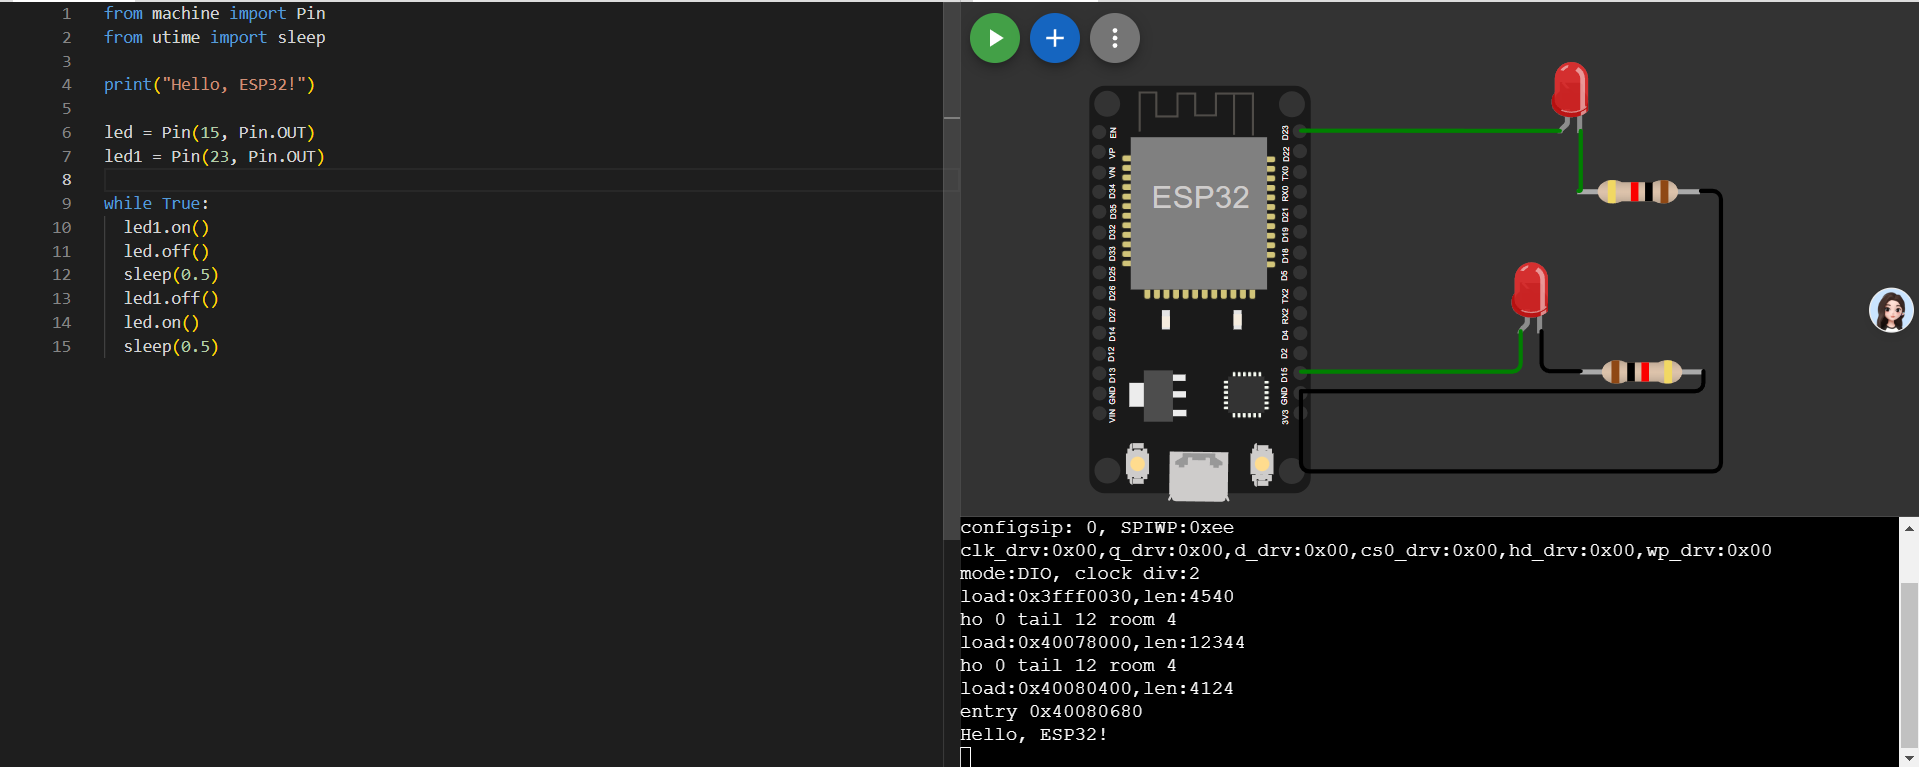 1 from machine import Pin
2 from utime import sleep
3
4 print("Hello, ESP32!")
5
6 led = Pin(15, Pin.OUT)
7 led1 = Pin(23, Pin.OUT)
8
9 while True:
10 led1.on()
11 led.off()
12 sleep(0.5)
13 led1.off()
14 led.on()
15 sleep(0.5)
ESP32
EN
VP
VN
D34
D35
D32
D33
D25
D26
D27
D14
D12
D13
GND
VIN
D23
D22
TX0
RX0
D21
D19
D18
D5
TX2
RX2
D4
D2
D15
GND
3V3
configsip: 0, SPIWP:0xee
clk_drv:0x00,q_drv:0x00,d_drv:0x00,cs0_drv:0x00,hd_drv:0x00,wp_drv:0x00
mode:DIO, clock div:2
load:0x3fff0030,len:4540
ho 0 tail 12 room 4
load:0x40078000,len:12344
ho 0 tail 12 room 4
load:0x40080400,len:4124
entry 0x40080680
Hello, ESP32!